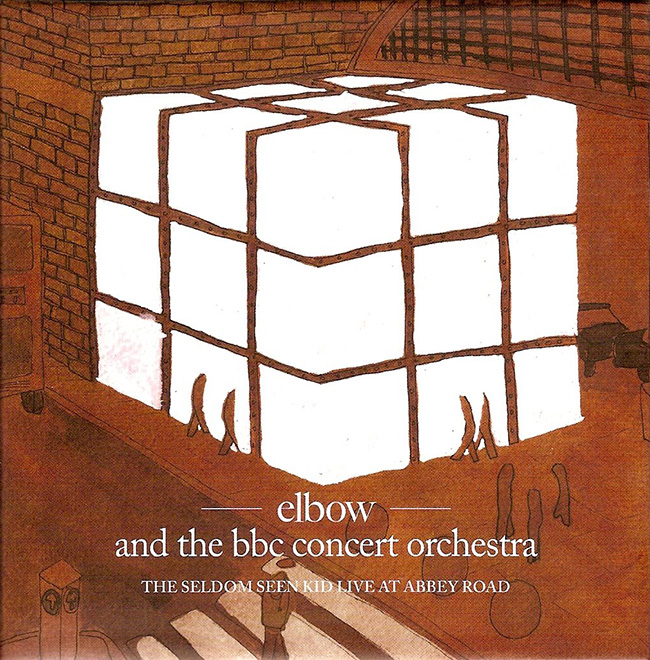 elbow
and the bbc concert orchestra
THE SELDOM SEEN KID LIVE AT ABBEY ROAD